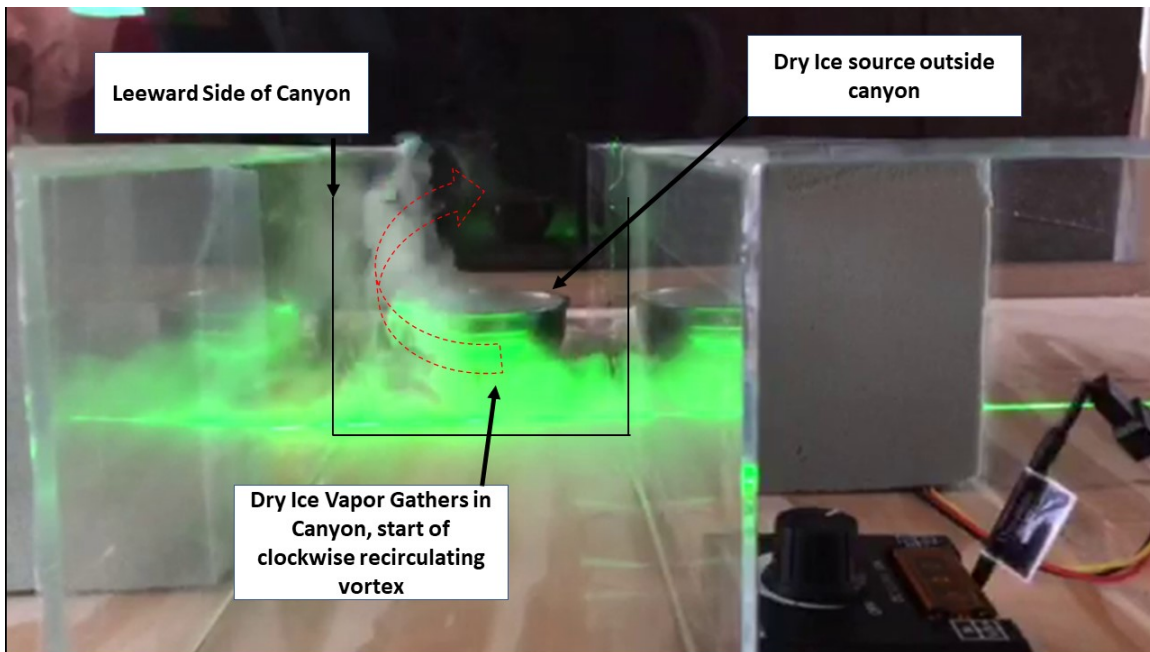 Leeward Side of Canyon
Dry Ice source outside
canyon
Dry Ice Vapor Gathers in
Canyon, start of
clockwise recirculating
vortex